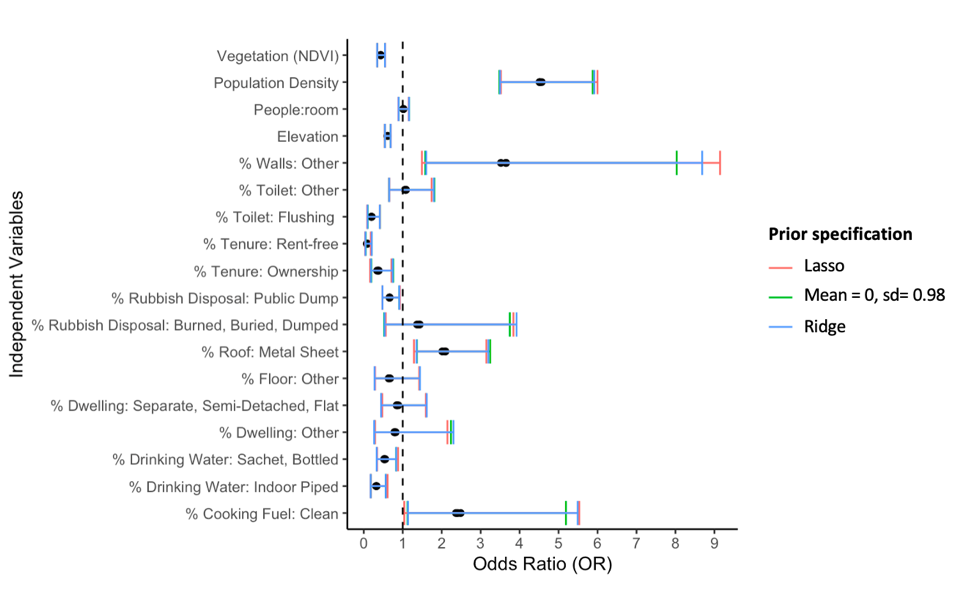 Independent Variables
Vegetation (NDVI)
Population Density
People:room
Elevation
% Walls: Other
% Toilet: Other
% Toilet: Flushing
% Tenure: Rent-free
% Tenure: Ownership
% Rubbish Disposal: Public Dump
% Rubbish Disposal: Burned, Buried, Dumped
% Roof: Metal Sheet
% Floor: Other
% Dwelling: Separate, Semi-Detached, Flat
% Dwelling: Other
% Drinking Water: Sachet, Bottled
% Drinking Water: Indoor Piped
% Cooking Fuel: Clean
0 1 2 3 4 5 6 7 8 9
Odds Ratio (OR)
Prior specification
Lasso
Mean = 0, sd= 0.98
Ridge